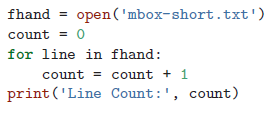 fhand = open('mbox-short.txt')
count = 0
for line in fhand:
    count = count + 1
print('Line Count:', count)